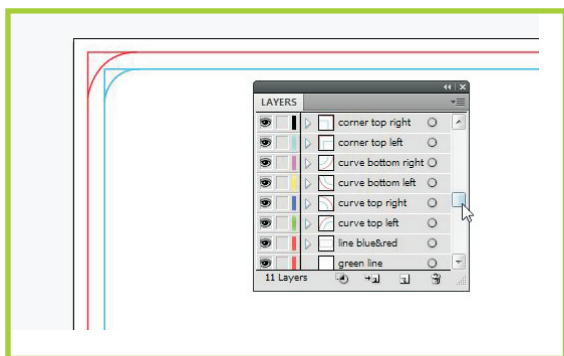 LAYERS
corner top right
corner top left
curve bottom right
curve bottom left
curve top right
curve top left
line blue&red
green line
11 Layers